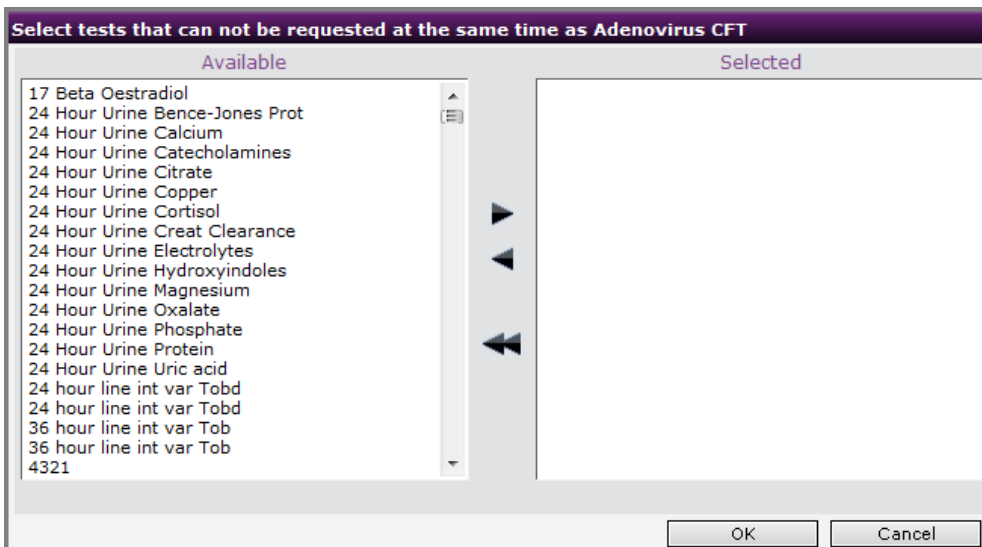 Select tests that can not be requested at the same time as Adenovirus CFT
Available
Selected
17 Beta Oestradiol
24 Hour Urine Bence-Jones Prot
24 Hour Urine Calcium
24 Hour Urine Catecholamines
24 Hour Urine Citrate
24 Hour Urine Copper
24 Hour Urine Cortisol
24 Hour Urine Creat Clearance
24 Hour Urine Electrolytes
24 Hour Urine Hydroxyindoles
24 Hour Urine Magnesium
24 Hour Urine Oxalate
24 Hour Urine Phosphate
24 Hour Urine Protein
24 Hour Urine Uric acid
24 hour line int var Tobd
24 hour line int var Tobd
36 hour line int var Tob
36 hour line int var Tob
4321
OK
Cancel